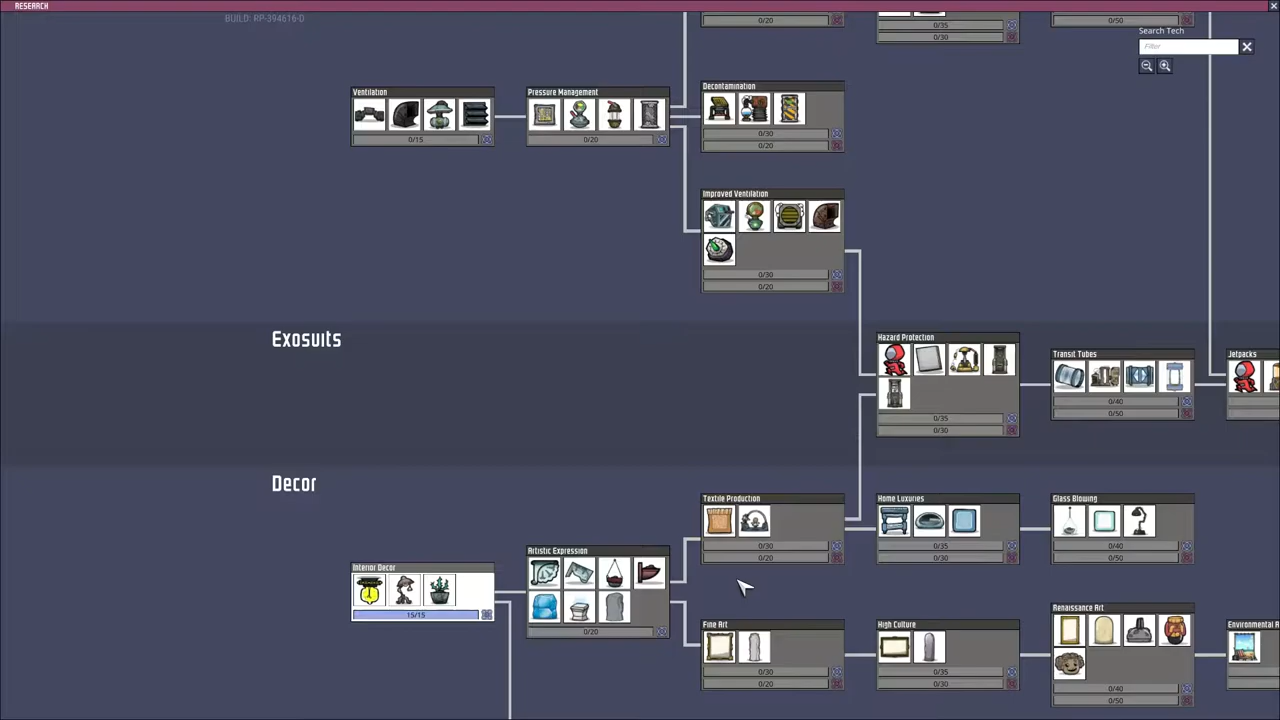 RESEARCH
BUILD: RP-394616-D
0/20
0/35
0/30
0/50
Search Tech
Filter
Ventilation
0/15
Pressure Management
0/20
Decontamination
0/30
0/20
Improved Ventilation
0/30
0/20
Exosuits
Hazard Protection
0/35
0/30
Transit Tubes
0/40
0/50
Jetpacks
Decor
Textile Production
0/30
0/20
Home Luxuries
0/35
0/30
Glass Blowing
0/40
0/50
Interior Decor
15/15
Artistic Expression
0/20
Fine Art
0/30
0/20
High Culture
0/35
0/30
Renaissance Art
0/40
0/50
Environmental